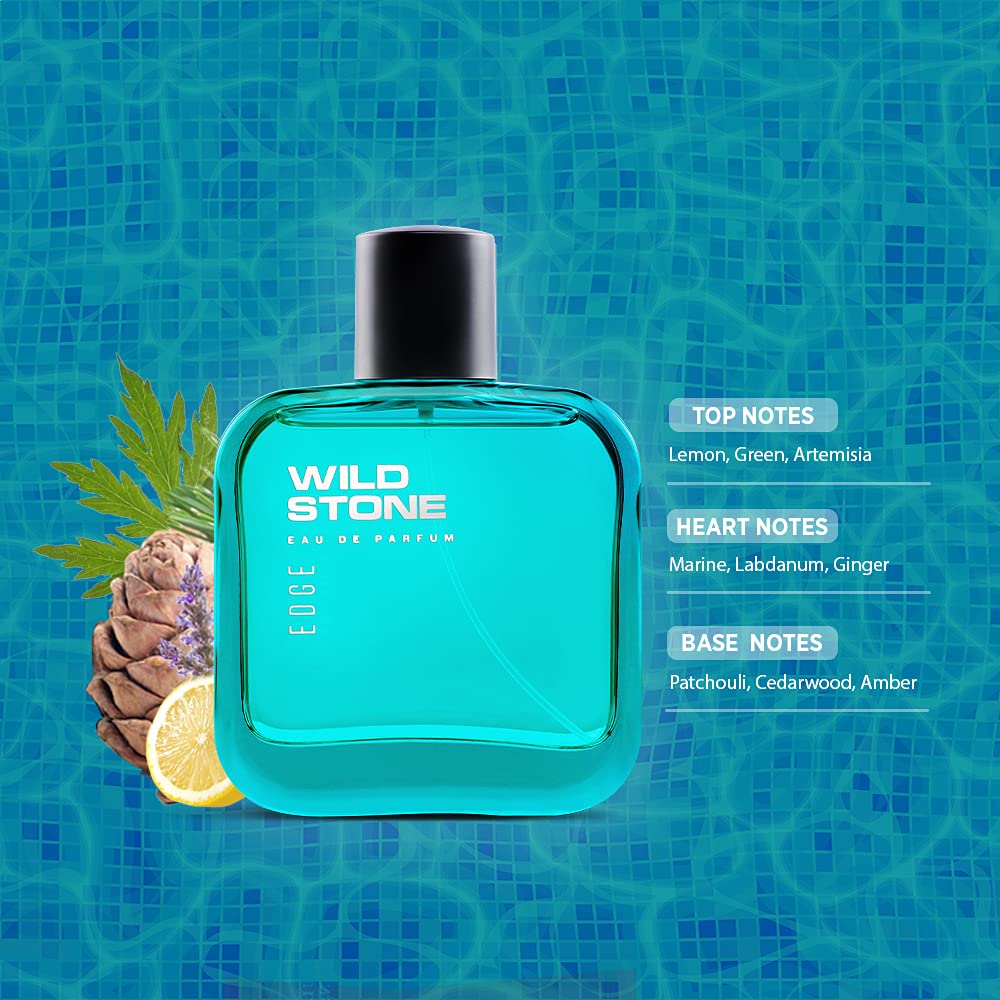 WILD
STONE
EAU DE PARFUM
EDGE
TOP NOTES
Lemon, Green, Artemisia
HEART NOTES
Marine, Labdanum, Ginger
BASE NOTES
Patchouli, Cedarwood, Amber